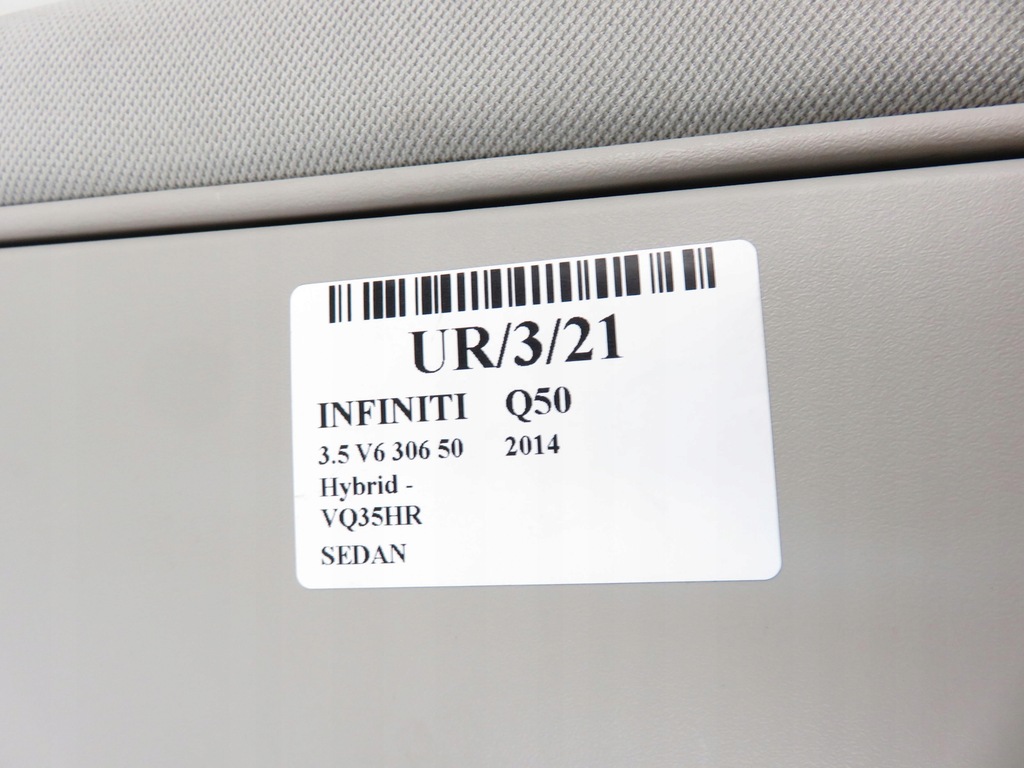 UR/3/21
INFINITI Q50
3.5 V6 306 50 2014
Hybrid -
VQ35HR
SEDAN